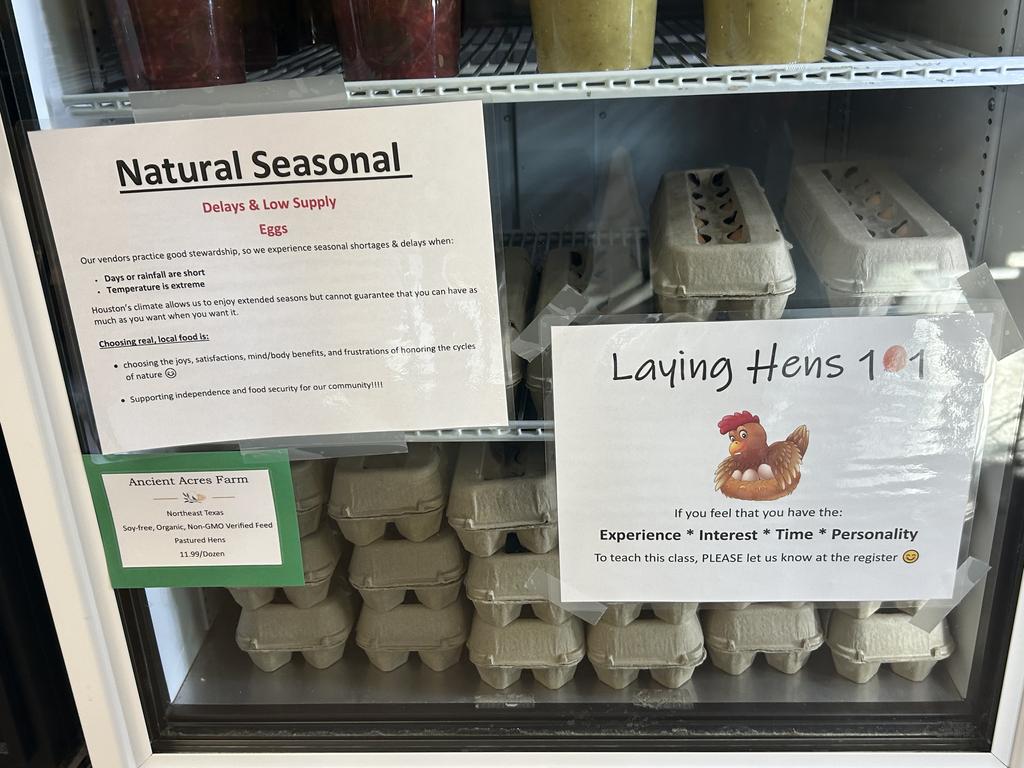 Natural Seasonal
Delays & Low Supply
Eggs
Our vendors practice good stewardship, so we experience seasonal shortages & delays when:
• Days or rainfall are short
• Temperature is extreme
Houston's climate allows us to enjoy extended seasons but cannot guarantee that you can have as
much as you want when you want it.
Choosing real, local food is:
• choosing the joys, satisfactions, mind/body benefits, and frustrations of honoring the cycles
of nature ☺
• Supporting independence and food security for our community!!!!
Ancient Acres Farm
Northeast Texas
Soy-free, Organic, Non-GMO Verified Feed
Pastured Hens
11.99/Dozen
Laying Hens 101
If you feel that you have the:
Experience * Interest * Time * Personality
To teach this class, PLEASE let us know at the register 😊